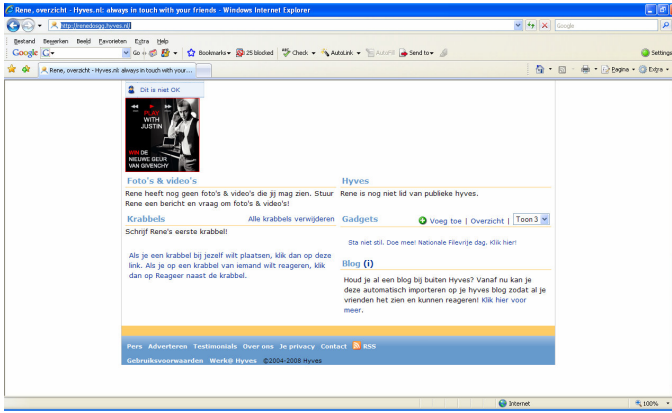 Rene, overzicht - Hyves.nl: always in touch with your friends - Windows Internet Explorer
http://renedosgg.hyves.nl/
Google
Bestand Bewerken Beeld Favorieten Extra Help
Google G Go Bookmarks 25 blocked Check AutoLink AutoFill Send to Settings
Rene, overzicht - Hyves.nl: always in touch with your... Pagina Extra
Dit is niet OK
PLAY
WITH
JUSTIN
WIN DE
NIEUWE GEUR
VAN GIVENCHY
Foto's & video's
Rene heeft nog geen foto's & video's die jij mag zien. Stuur
Rene een bericht en vraag om foto's & video's!
Krabbels Alle krabbels verwijderen
Schrijf Rene's eerste krabbel!
Als je een krabbel bij jezelf wilt plaatsen, klik dan op deze
link. Als je op een krabbel van iemand wilt reageren, klik
dan op Reageer naast de krabbel.
Hyves
Rene is nog niet lid van publieke hyves.
Gadgets Voeg toe | Overzicht | Toon 3
Sta niet stil. Doe mee! Nationale Filevrije dag. Klik hier!
Blog (i)
Houd je al een blog bij buiten Hyves? Vanaf nu kan je
deze automatisch importeren op je hyves blog zodat al je
vrienden het zien en kunnen reageren! Klik hier voor
meer.
Pers Adverteren Testimonials Over ons Je privacy Contact RSS
Gebruiksvoorwaarden Werk@ Hyves ©2004-2008 Hyves
Internet 100%